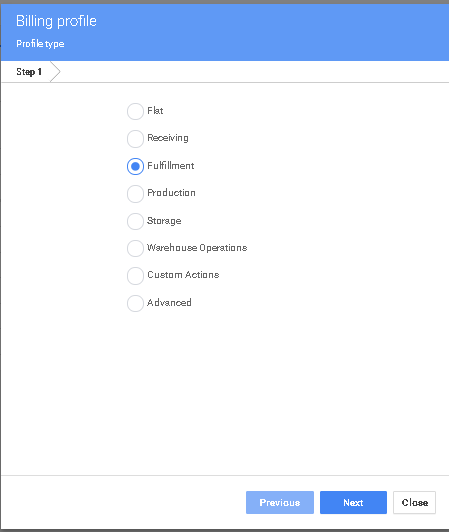 Billing profile
Profile type
Step 1
Flat
Receiving
Fulfillment
Production
Storage
Warehouse Operations
Custom Actions
Advanced
Previous Next Close